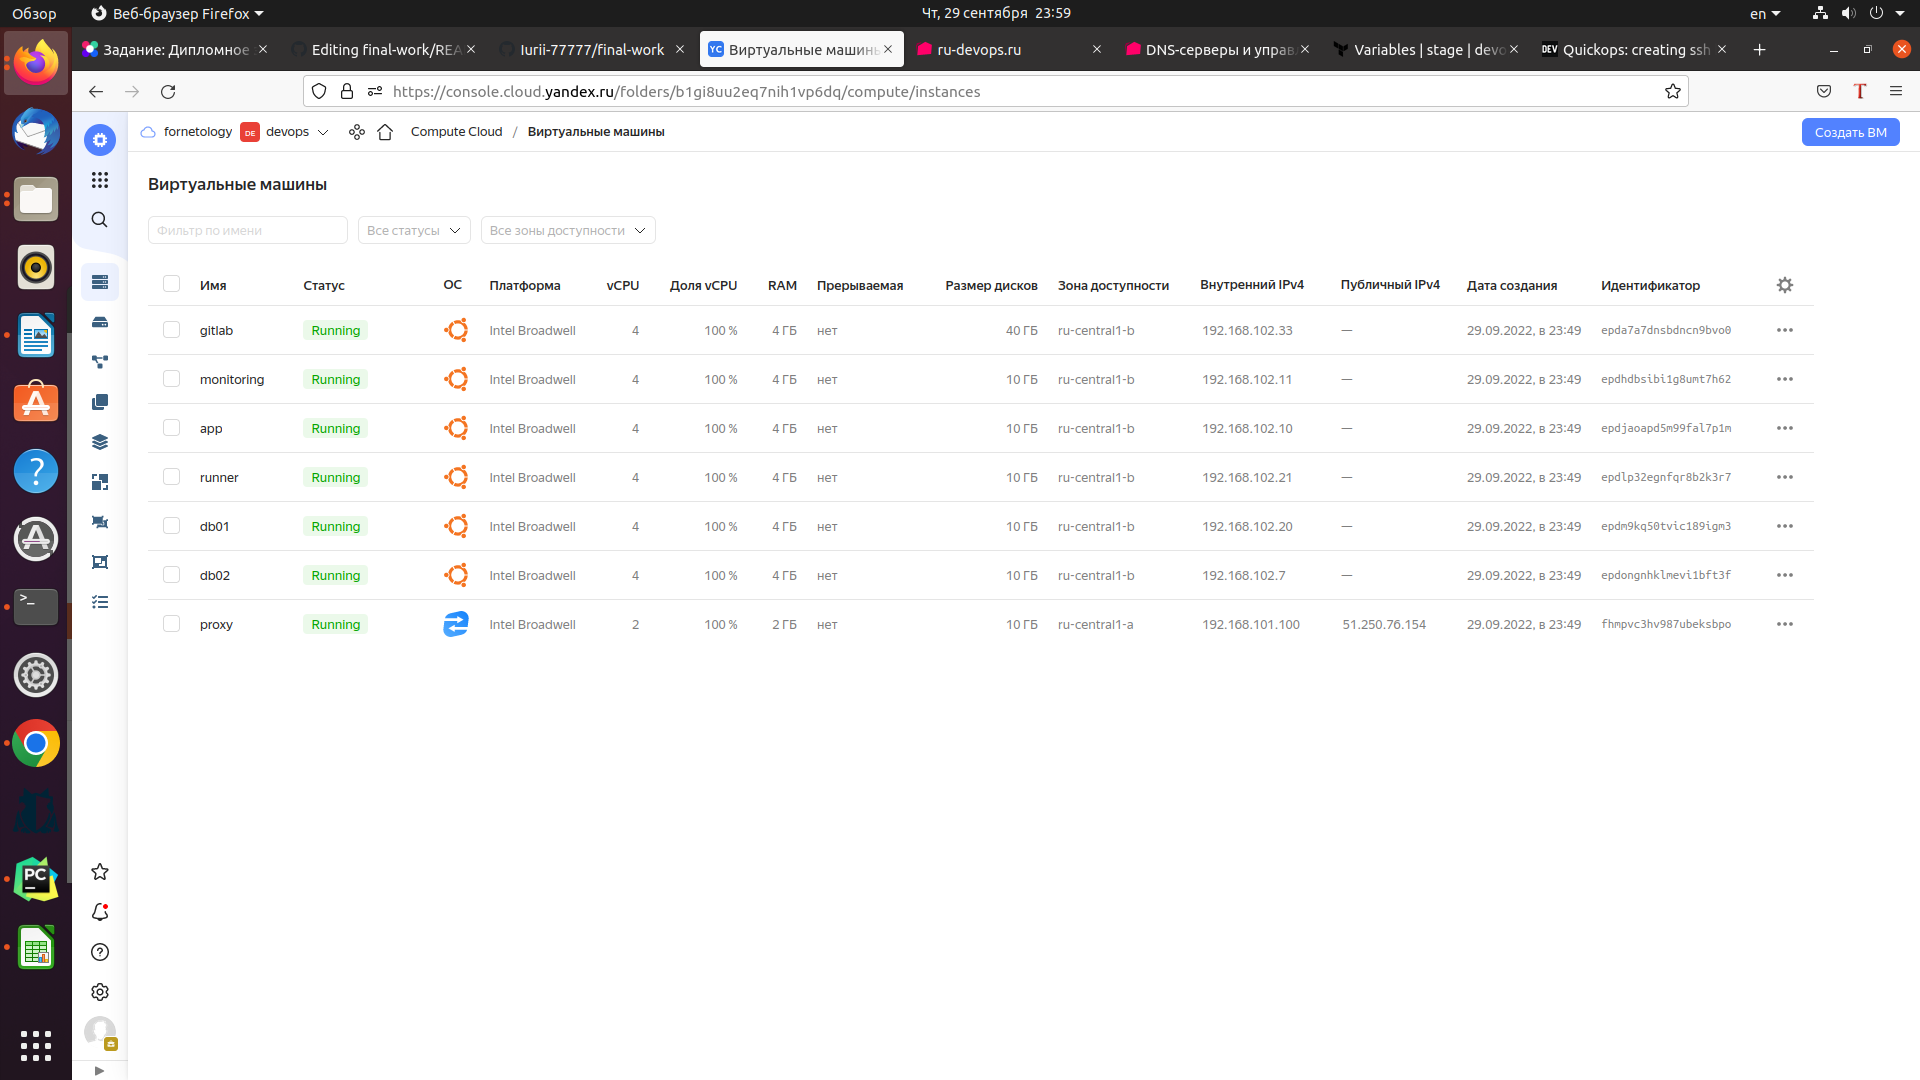 Обзор Веб-браузер Firefox Чт, 29 сентября 23:59 en
Задание: Дипломное Editing final-work/REA Iurii-77777/final-work YC Виртуальные машины ru-devops.ru DNS-серверы и управ Variables | stage | devo DEV Quickops: creating ssh
https://console.cloud.yandex.ru/folders/b1gi8uu2eq7nih1vp6dq/compute/instances
fornetology DE devops Compute Cloud / Виртуальные машины Создать ВМ
Виртуальные машины
Фильтр по имени Все статусы Все зоны доступности
Имя Статус ОС Платформа vCPU Доля vCPU RAM Прерываемая Размер дисков Зона доступности Внутренний IPv4 Публичный IPv4 Дата создания Идентификатор
gitlab Running Intel Broadwell 4 100 % 4 ГБ нет 40 ГБ ru-central1-b 192.168.102.33 — 29.09.2022, в 23:49 epda7a7dnsbdncn9bvo0
monitoring Running Intel Broadwell 4 100 % 4 ГБ нет 10 ГБ ru-central1-b 192.168.102.11 — 29.09.2022, в 23:49 epdhdbsibi1g8umt7h62
app Running Intel Broadwell 4 100 % 4 ГБ нет 10 ГБ ru-central1-b 192.168.102.10 — 29.09.2022, в 23:49 epdjaoapd5m99fal7p1m
runner Running Intel Broadwell 4 100 % 4 ГБ нет 10 ГБ ru-central1-b 192.168.102.21 — 29.09.2022, в 23:49 epdlp32egnfqr8b2k3r7
db01 Running Intel Broadwell 4 100 % 4 ГБ нет 10 ГБ ru-central1-b 192.168.102.20 — 29.09.2022, в 23:49 epdm9kq50tvic189igm3
db02 Running Intel Broadwell 4 100 % 4 ГБ нет 10 ГБ ru-central1-b 192.168.102.7 — 29.09.2022, в 23:49 epdongnhklmevi1bft3f
proxy Running Intel Broadwell 2 100 % 2 ГБ нет 10 ГБ ru-central1-a 192.168.101.100 51.250.76.154 29.09.2022, в 23:49 fhmpvc3hv987ubeksbpo
PC